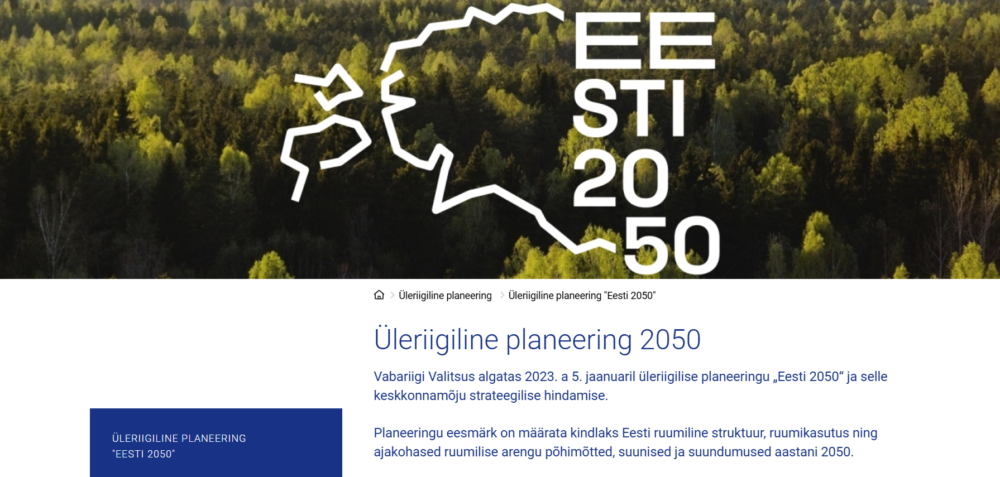 EE
STI
20
50
Üleriigiline planeering Üleriigiline planeering "Eesti 2050"
Üleriigiline planeering 2050
Vabariigi Valitsus algatas 2023. a 5. jaanuaril üleriigilise planeeringu „Eesti 2050“ ja selle
keskkonnamõju strateegilise hindamise.
Planeeringu eesmärk on määrata kindlaks Eesti ruumiline struktuur, ruumikasutus ning
ajakohased ruumilise arengu põhimõtted, suunised ja suundumused aastani 2050.
ÜLERIIGILINE PLANEERING
"EESTI 2050"